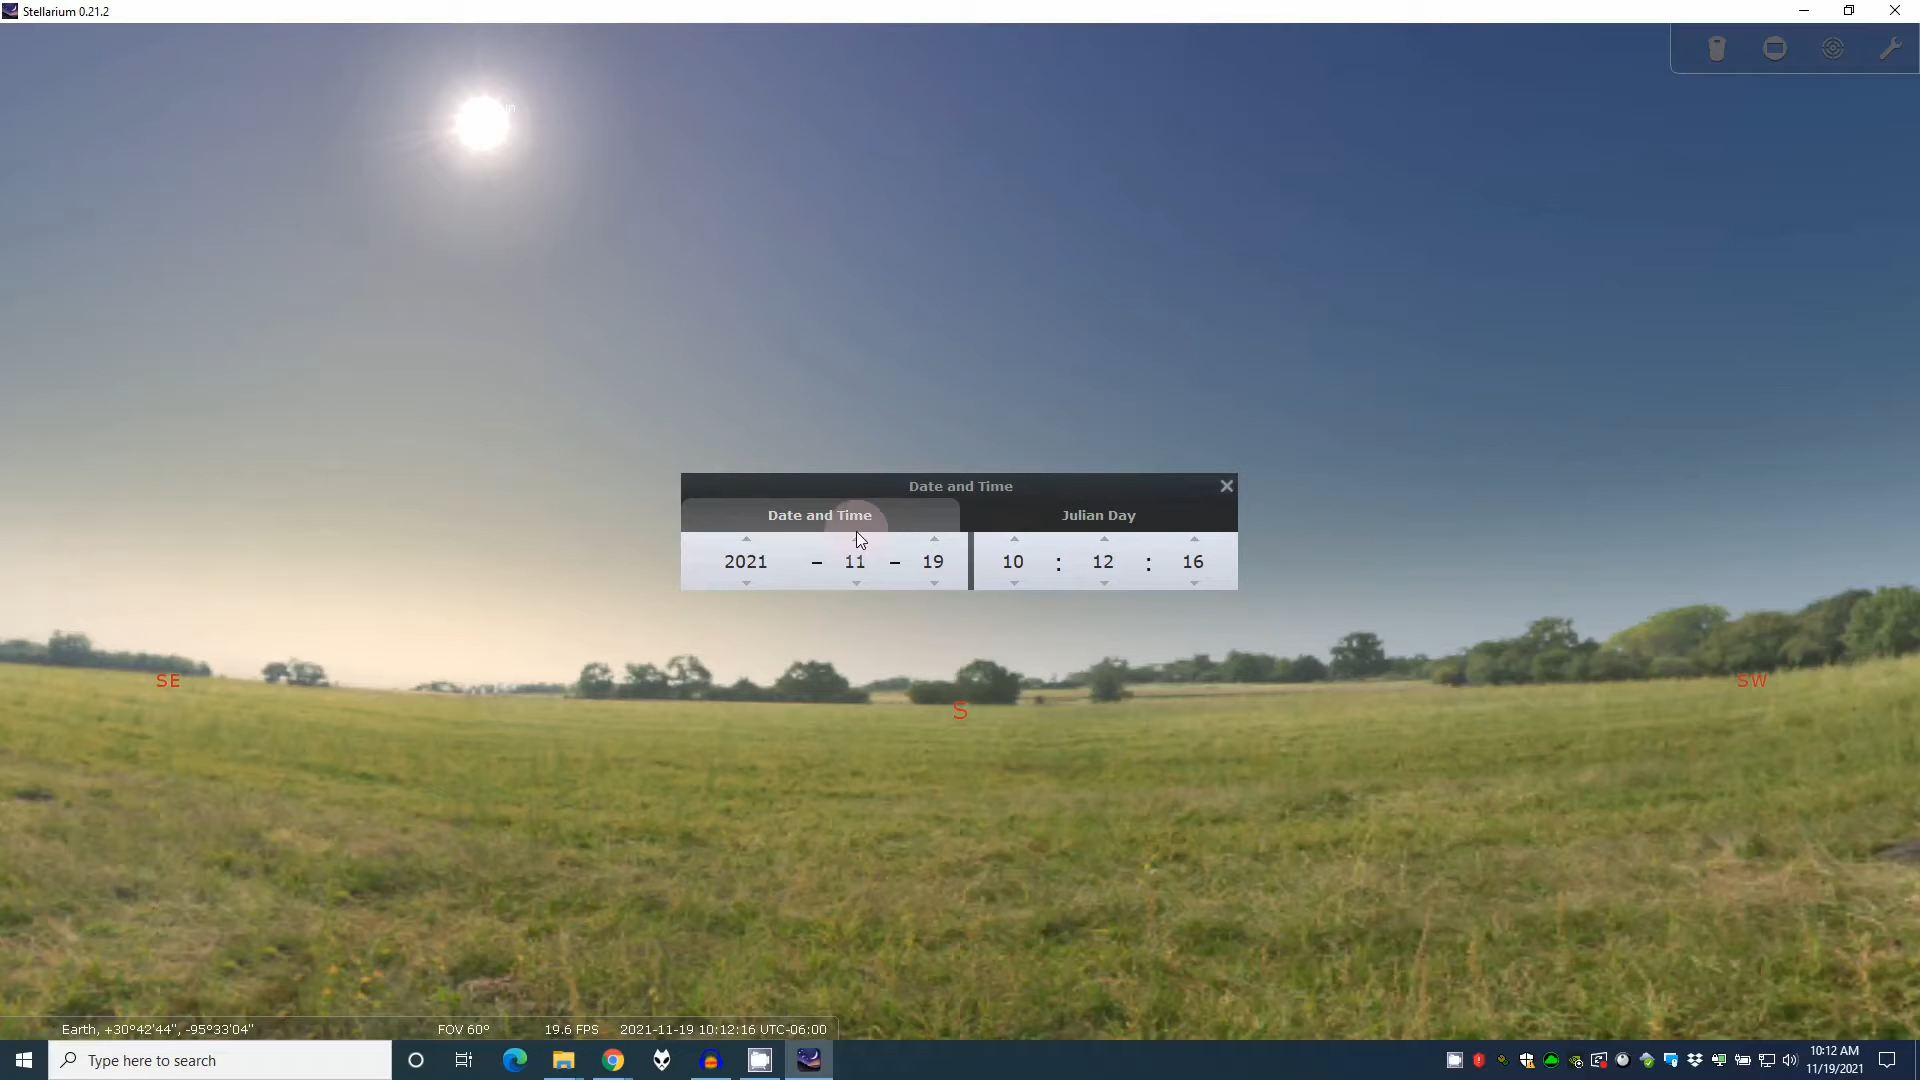 Stellarium 0.21.2
Date and Time
Date and Time
Julian Day
2021 - 11 - 19 10 : 12 : 16
SE
SW
S
Earth, +30°42'44", -95°33'04" FOV 60° 19.6 FPS 2021-11-19 10:12:16 UTC-06:00
Type here to search
10:12 AM
11/19/2021